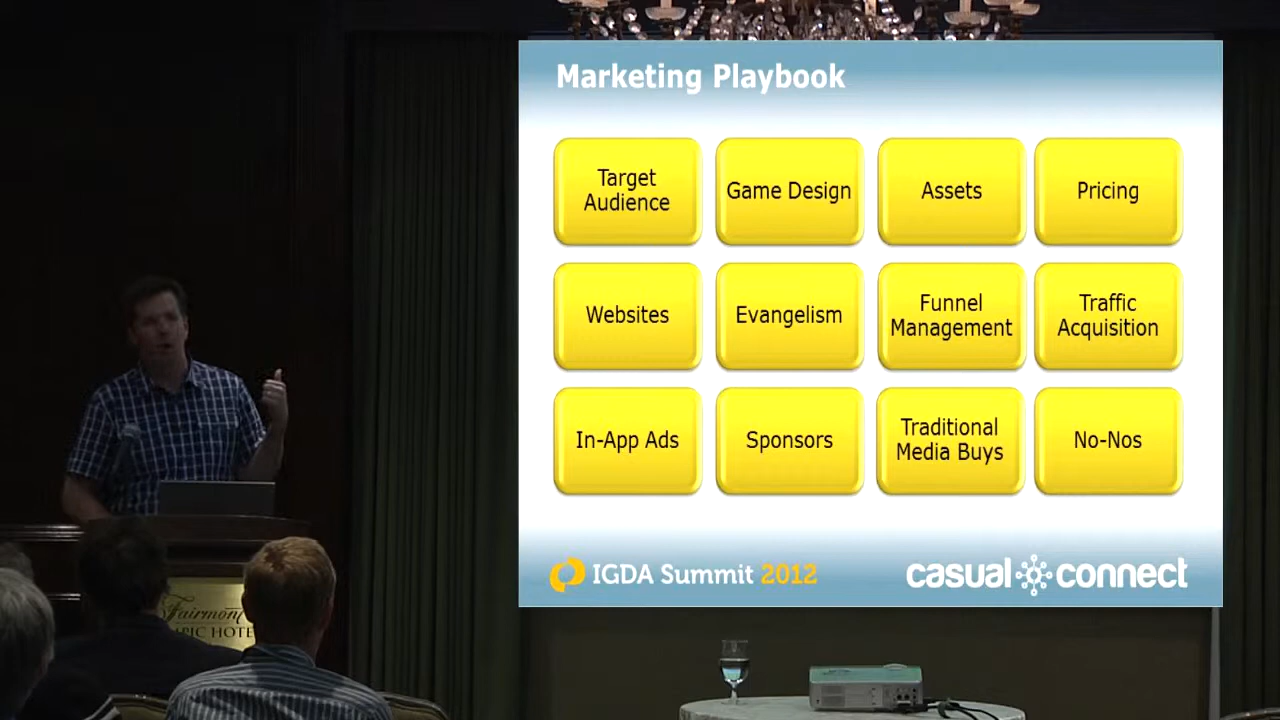 Marketing Playbook
Target
Audience
Game Design
Assets
Pricing
Websites
Evangelism
Funnel
Management
Traffic
Acquisition
In-App Ads
Sponsors
Traditional
Media Buys
No-Nos
IGDA Summit 2012
casual connect
Fairmont